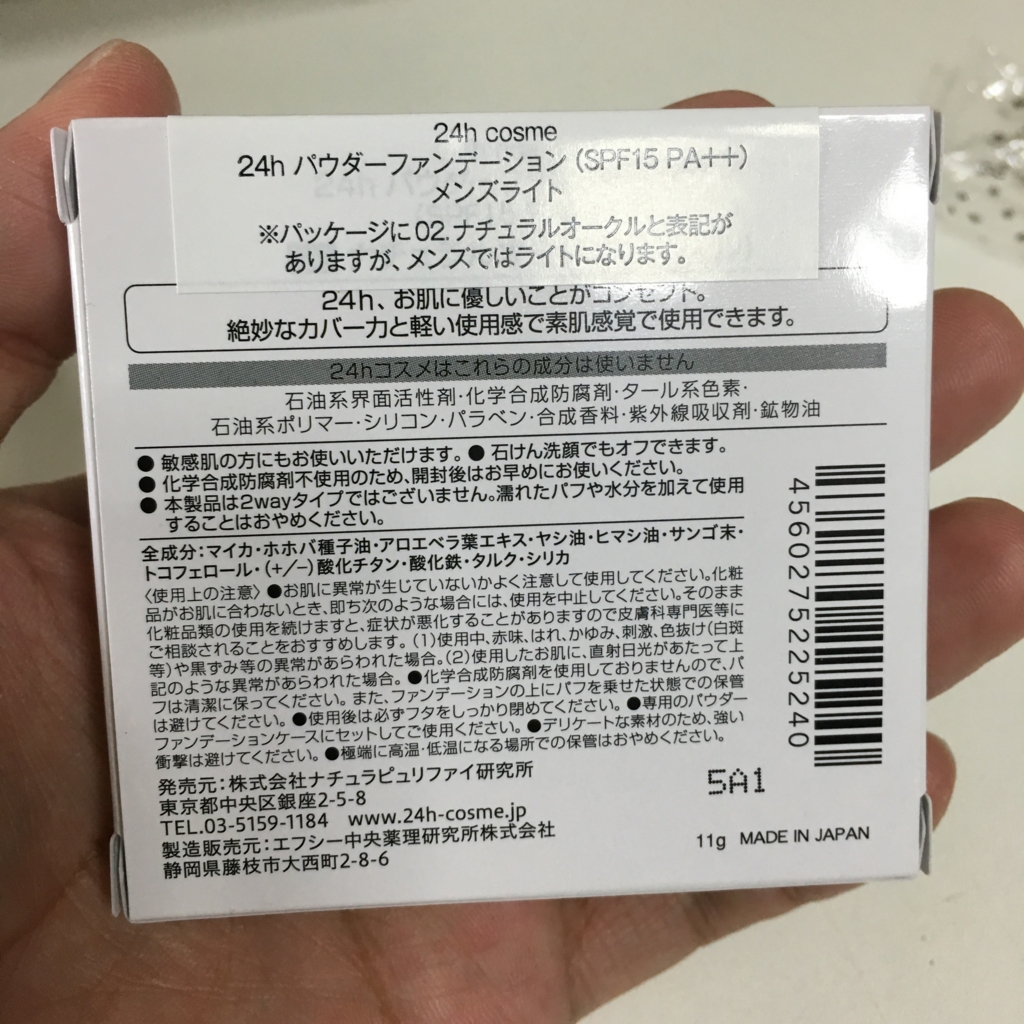 24h cosme
24h パウダーファンデーション (SPF15 PA++)
メンズライト
※パッケージに02.ナチュラルオークルと表記が
ありますが、メンズではライトになります。
24h、お肌に優しいことがコンセプト。
絶妙なカバー力と軽い使用感で素肌感覚で使用できます。
24hコスメはこれらの成分は使いません
石油系界面活性剤・化学合成防腐剤・タール系色素・
石油系ポリマー・シリコン・パラベン・合成香料・紫外線吸収剤・鉱物油
● 敏感肌の方にもお使いいただけます。● 石けん洗顔でもオフできます。
● 化学合成防腐剤不使用のため、開封後はお早めにお使いください。
● 本製品は2wayタイプではございません。濡れたパフや水分を加えて使用
することはおやめください。
全成分：マイカ・ホホバ種子油・アロエベラ葉エキス・ヤシ油・ヒマシ油・サンゴ末・
トコフェロール・(+/−)酸化チタン・酸化鉄・タルク・シリカ
〈使用上の注意〉●お肌に異常が生じていないかよく注意して使用してください。化粧
品がお肌に合わないとき、即ち次のような場合には、使用を中止してください。そのまま
化粧品類の使用を続けますと、症状が悪化することがありますので皮膚科専門医等に
ご相談されることをおすすめします。(1)使用中、赤味、はれ、かゆみ、刺激、色抜け(白斑
等)や黒ずみ等の異常があらわれた場合。(2)使用したお肌に、直射日光があたって上
記のような異常があらわれた場合。●化学合成防腐剤を使用しておりませんので、パ
フは清潔に保ってください。また、ファンデーションの上にパフを乗せた状態での保管
は避けてください。●使用後は必ずフタをしっかり閉めてください。●専用のパウダー
ファンデーションケースにセットしてご使用ください。●デリケートな素材のため、強い
衝撃は避けてください。●極端に高温・低温になる場所での保管はおやめください。
発売元：株式会社ナチュラピュリファイ研究所
東京都中央区銀座2-5-8
TEL.03-5159-1184 www.24h-cosme.jp
製造販売元：エフシー中央薬理研究所株式会社
静岡県藤枝市大西町2-8-6
4560275225240
5A1
11g MADE IN JAPAN